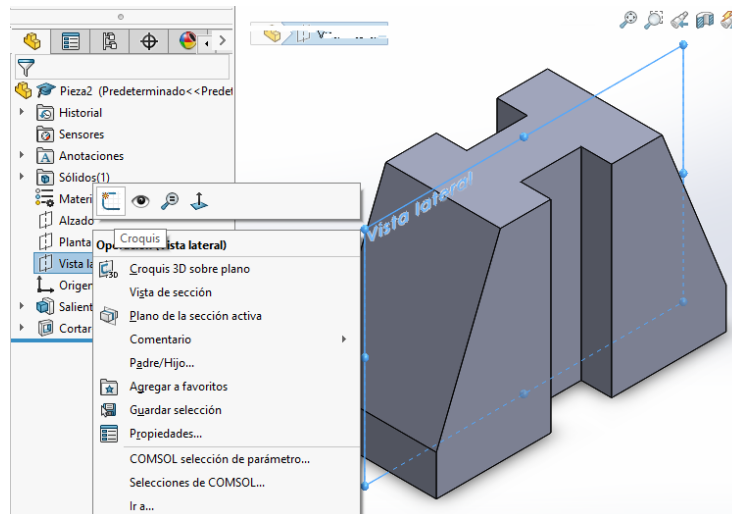 Pieza2 (Predeterminado<<Predet
Historial
Sensores
Anotaciones
Sólidos(1)
Materi
Alzado
Planta
Vista la
Origen
Salient
Cortar
Croquis
Operación (Vista lateral)
Croquis 3D sobre plano
Vista de sección
Plano de la sección activa
Comentario
Padre/Hijo...
Agregar a favoritos
Guardar selección
Propiedades...
COMSOL selección de parámetro...
Selecciones de COMSOL...
Ir a...
Vista lateral